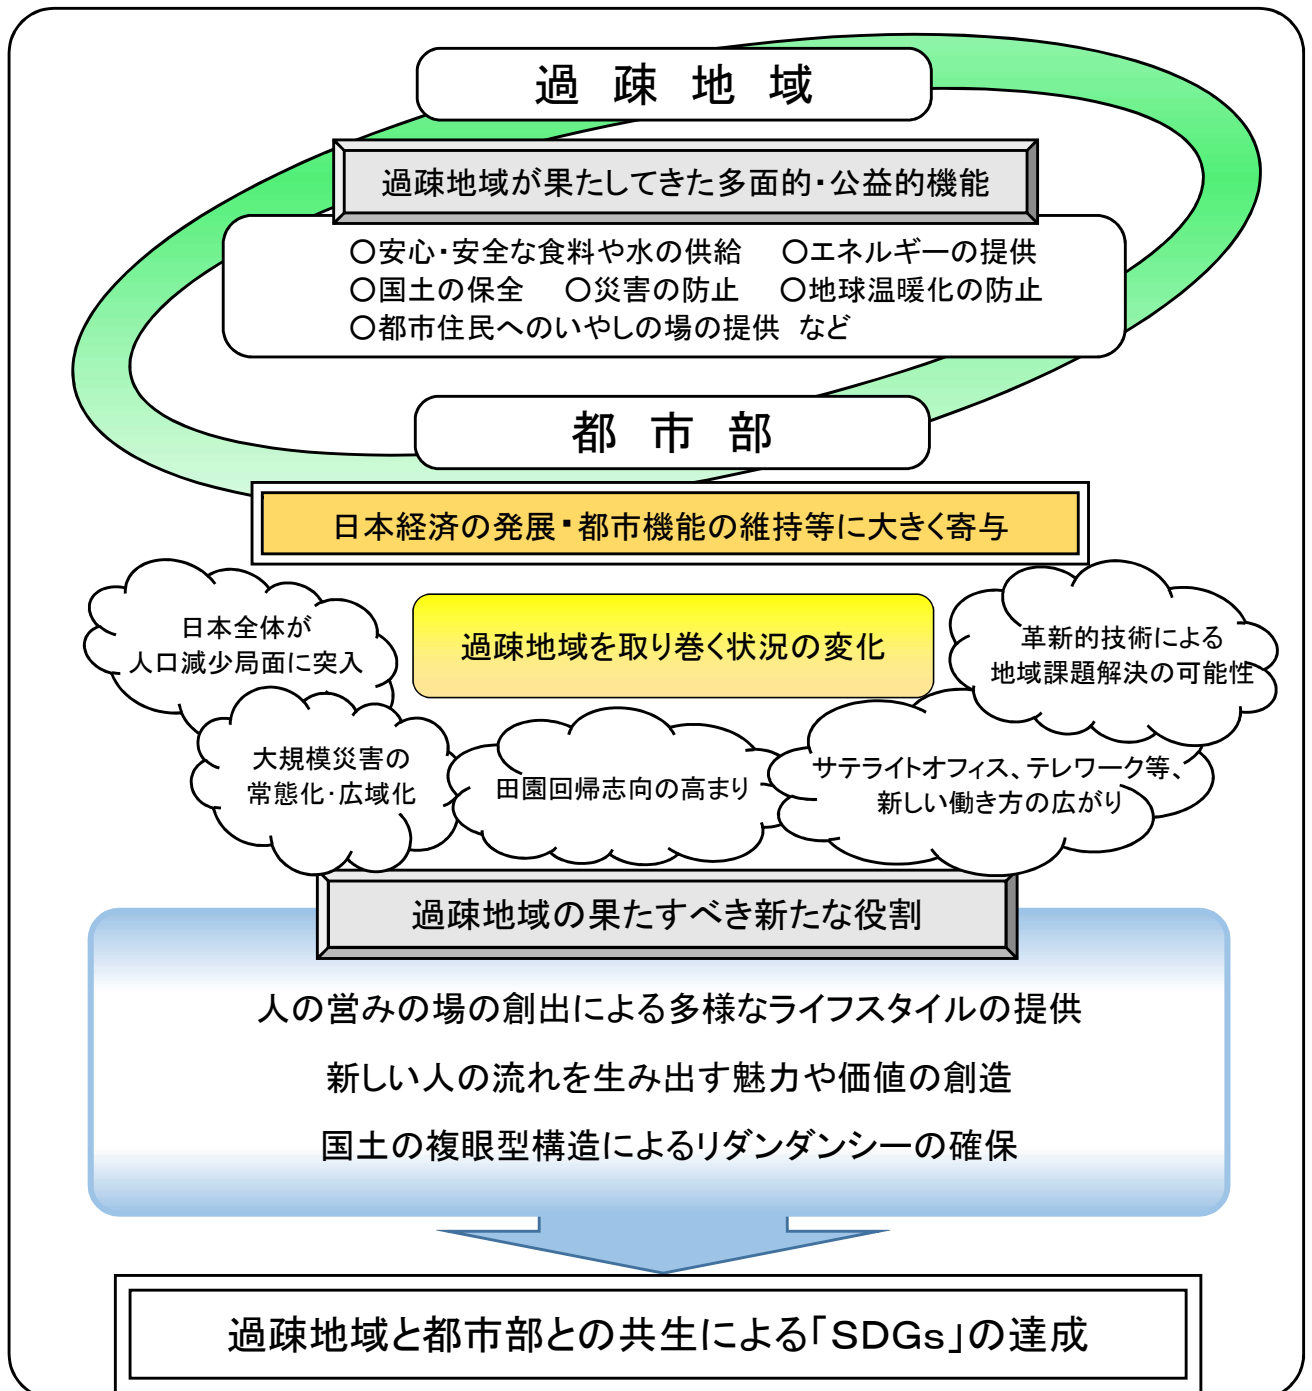 過疎地域
過疎地域が果たしてきた多面的・公益的機能
○安心・安全な食料や水の供給 ○エネルギーの提供
○国土の保全 ○災害の防止 ○地球温暖化の防止
○都市住民へのいやしの場の提供 など
都市部
日本経済の発展・都市機能の維持等に大きく寄与
過疎地域を取り巻く状況の変化
日本全体が
人口減少局面に突入
大規模災害の
常態化・広域化
田園回帰志向の高まり
サテライトオフィス、テレワーク等、
新しい働き方の広がり
革新的技術による
地域課題解決の可能性
過疎地域の果たすべき新たな役割
人の営みの場の創出による多様なライフスタイルの提供
新しい人の流れを生み出す魅力や価値の創造
国土の複眼型構造によるリダンダンシーの確保
過疎地域と都市部との共生による「SDGs」の達成